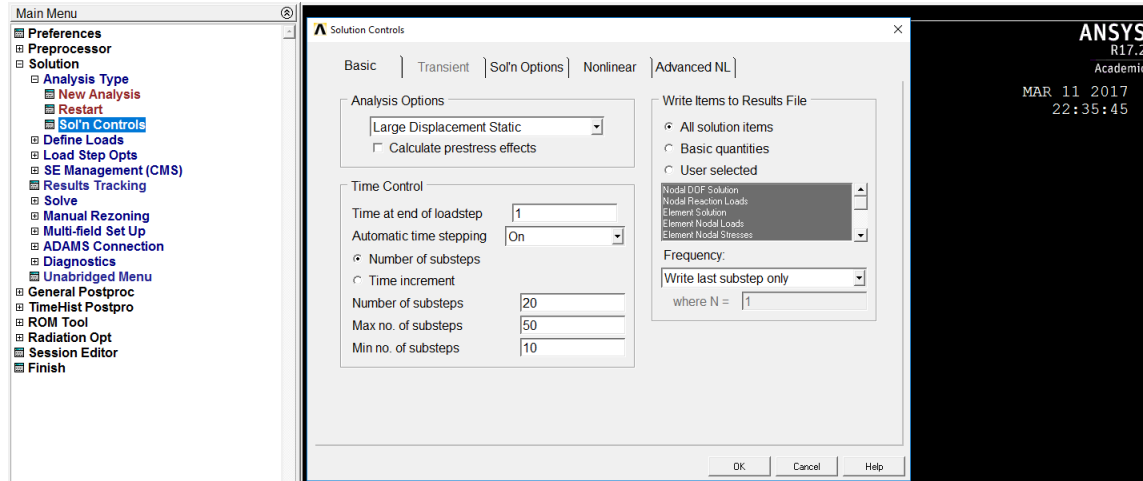 Main Menu
Preferences
Preprocessor
Solution
Analysis Type
New Analysis
Restart
Sol'n Controls
Define Loads
Load Step Opts
SE Management (CMS)
Results Tracking
Solve
Manual Rezoning
Multi-field Set Up
ADAMS Connection
Diagnostics
Unabridged Menu
General Postproc
TimeHist Postpro
ROM Tool
Radiation Opt
Session Editor
Finish
Solution Controls
Basic Transient Sol'n Options Nonlinear Advanced NL
Analysis Options
Large Displacement Static
Calculate prestress effects
Time Control
Time at end of loadstep 1
Automatic time stepping On
Number of substeps
Time increment
Number of substeps 20
Max no. of substeps 50
Min no. of substeps 10
Write Items to Results File
All solution items
Basic quantities
User selected
Nodal DOF Solution
Nodal Reaction Loads
Element Solution
Element Nodal Loads
Element Nodal Stresses
Frequency:
Write last substep only
where N = 1
OK Cancel Help
ANSYS
R17.2
Academic
MAR 11 2017
22:35:45